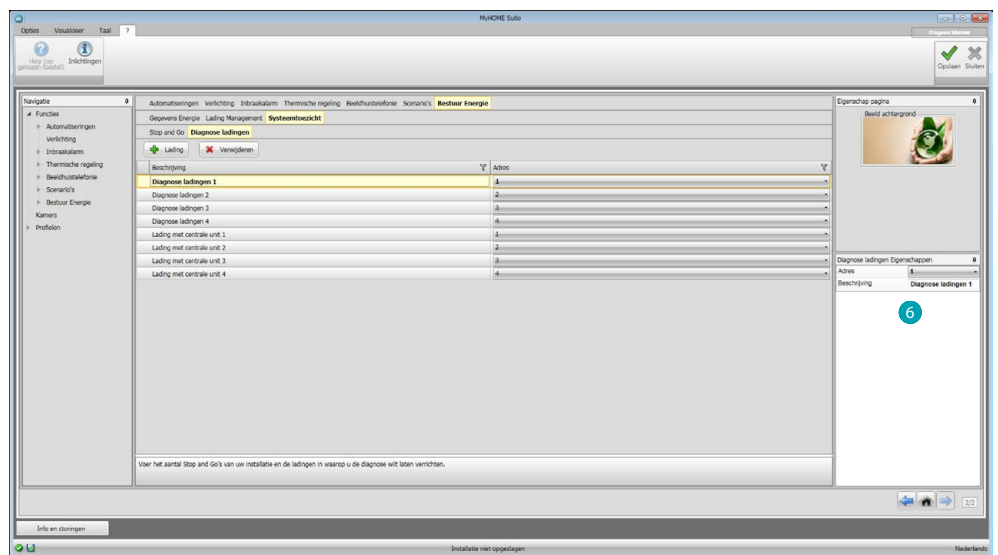 MyHOME Suite
Opties Visualiseer Taal ?
Help (op gekozen toestel)
Inlichtingen
Opslaan Sluiten
Navigatie
Functies
Automatiseringen
Verlichting
Inbraakalarm
Thermische regeling
Beeldhuistelefonie
Scenario's
Bestuur Energie
Kamers
Profielen
Automatiseringen Verlichting Inbraakalarm Thermische regeling Beeldhuistelefonie Scenario's Bestuur Energie
Gegevens Energie Lading Management Systeemtoezicht
Stop and Go Diagnose ladingen
Lading Verwijderen
Beschrijving Adres
Diagnose ladingen 1 1
Diagnose ladingen 2 2
Diagnose ladingen 3 3
Diagnose ladingen 4 4
Lading met centrale unit 1 1
Lading met centrale unit 2 2
Lading met centrale unit 3 3
Lading met centrale unit 4 4
Voer het aantal Stop and Go's van uw installatie en de ladingen in waarop u de diagnose wilt laten verrichten.
Eigenschap pagina
Beeld achtergrond
Diagnose ladingen Eigenschappen
Adres 1
Beschrijving Diagnose ladingen 1
6
2/2
Info en storingen
Installatie niet opgeslagen
Nederlands